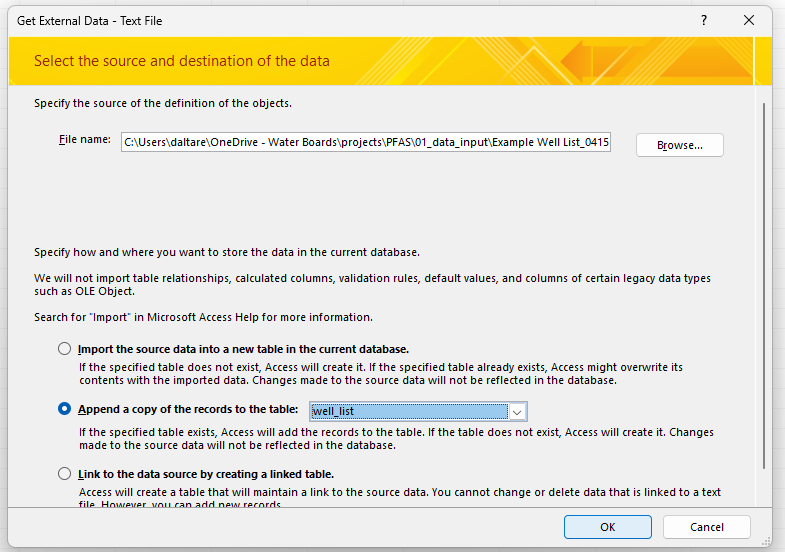 Get External Data - Text File
?
Select the source and destination of the data
Specify the source of the definition of the objects.
File name: C:\Users\daltare\OneDrive - Water Boards\projects\PFAS\01_data_input\Example Well List_0415 Browse...
Specify how and where you want to store the data in the current database.
We will not import table relationships, calculated columns, validation rules, default values, and columns of certain legacy data types
such as OLE Object.
Search for "Import" in Microsoft Access Help for more information.
Import the source data into a new table in the current database.
If the specified table does not exist, Access will create it. If the specified table already exists, Access might overwrite its
contents with the imported data. Changes made to the source data will not be reflected in the database.
Append a copy of the records to the table: well_list
If the specified table exists, Access will add the records to the table. If the table does not exist, Access will create it. Changes
made to the source data will not be reflected in the database.
Link to the data source by creating a linked table.
Access will create a table that will maintain a link to the source data. You cannot change or delete data that is linked to a text
file. However, you can add new records.
OK Cancel